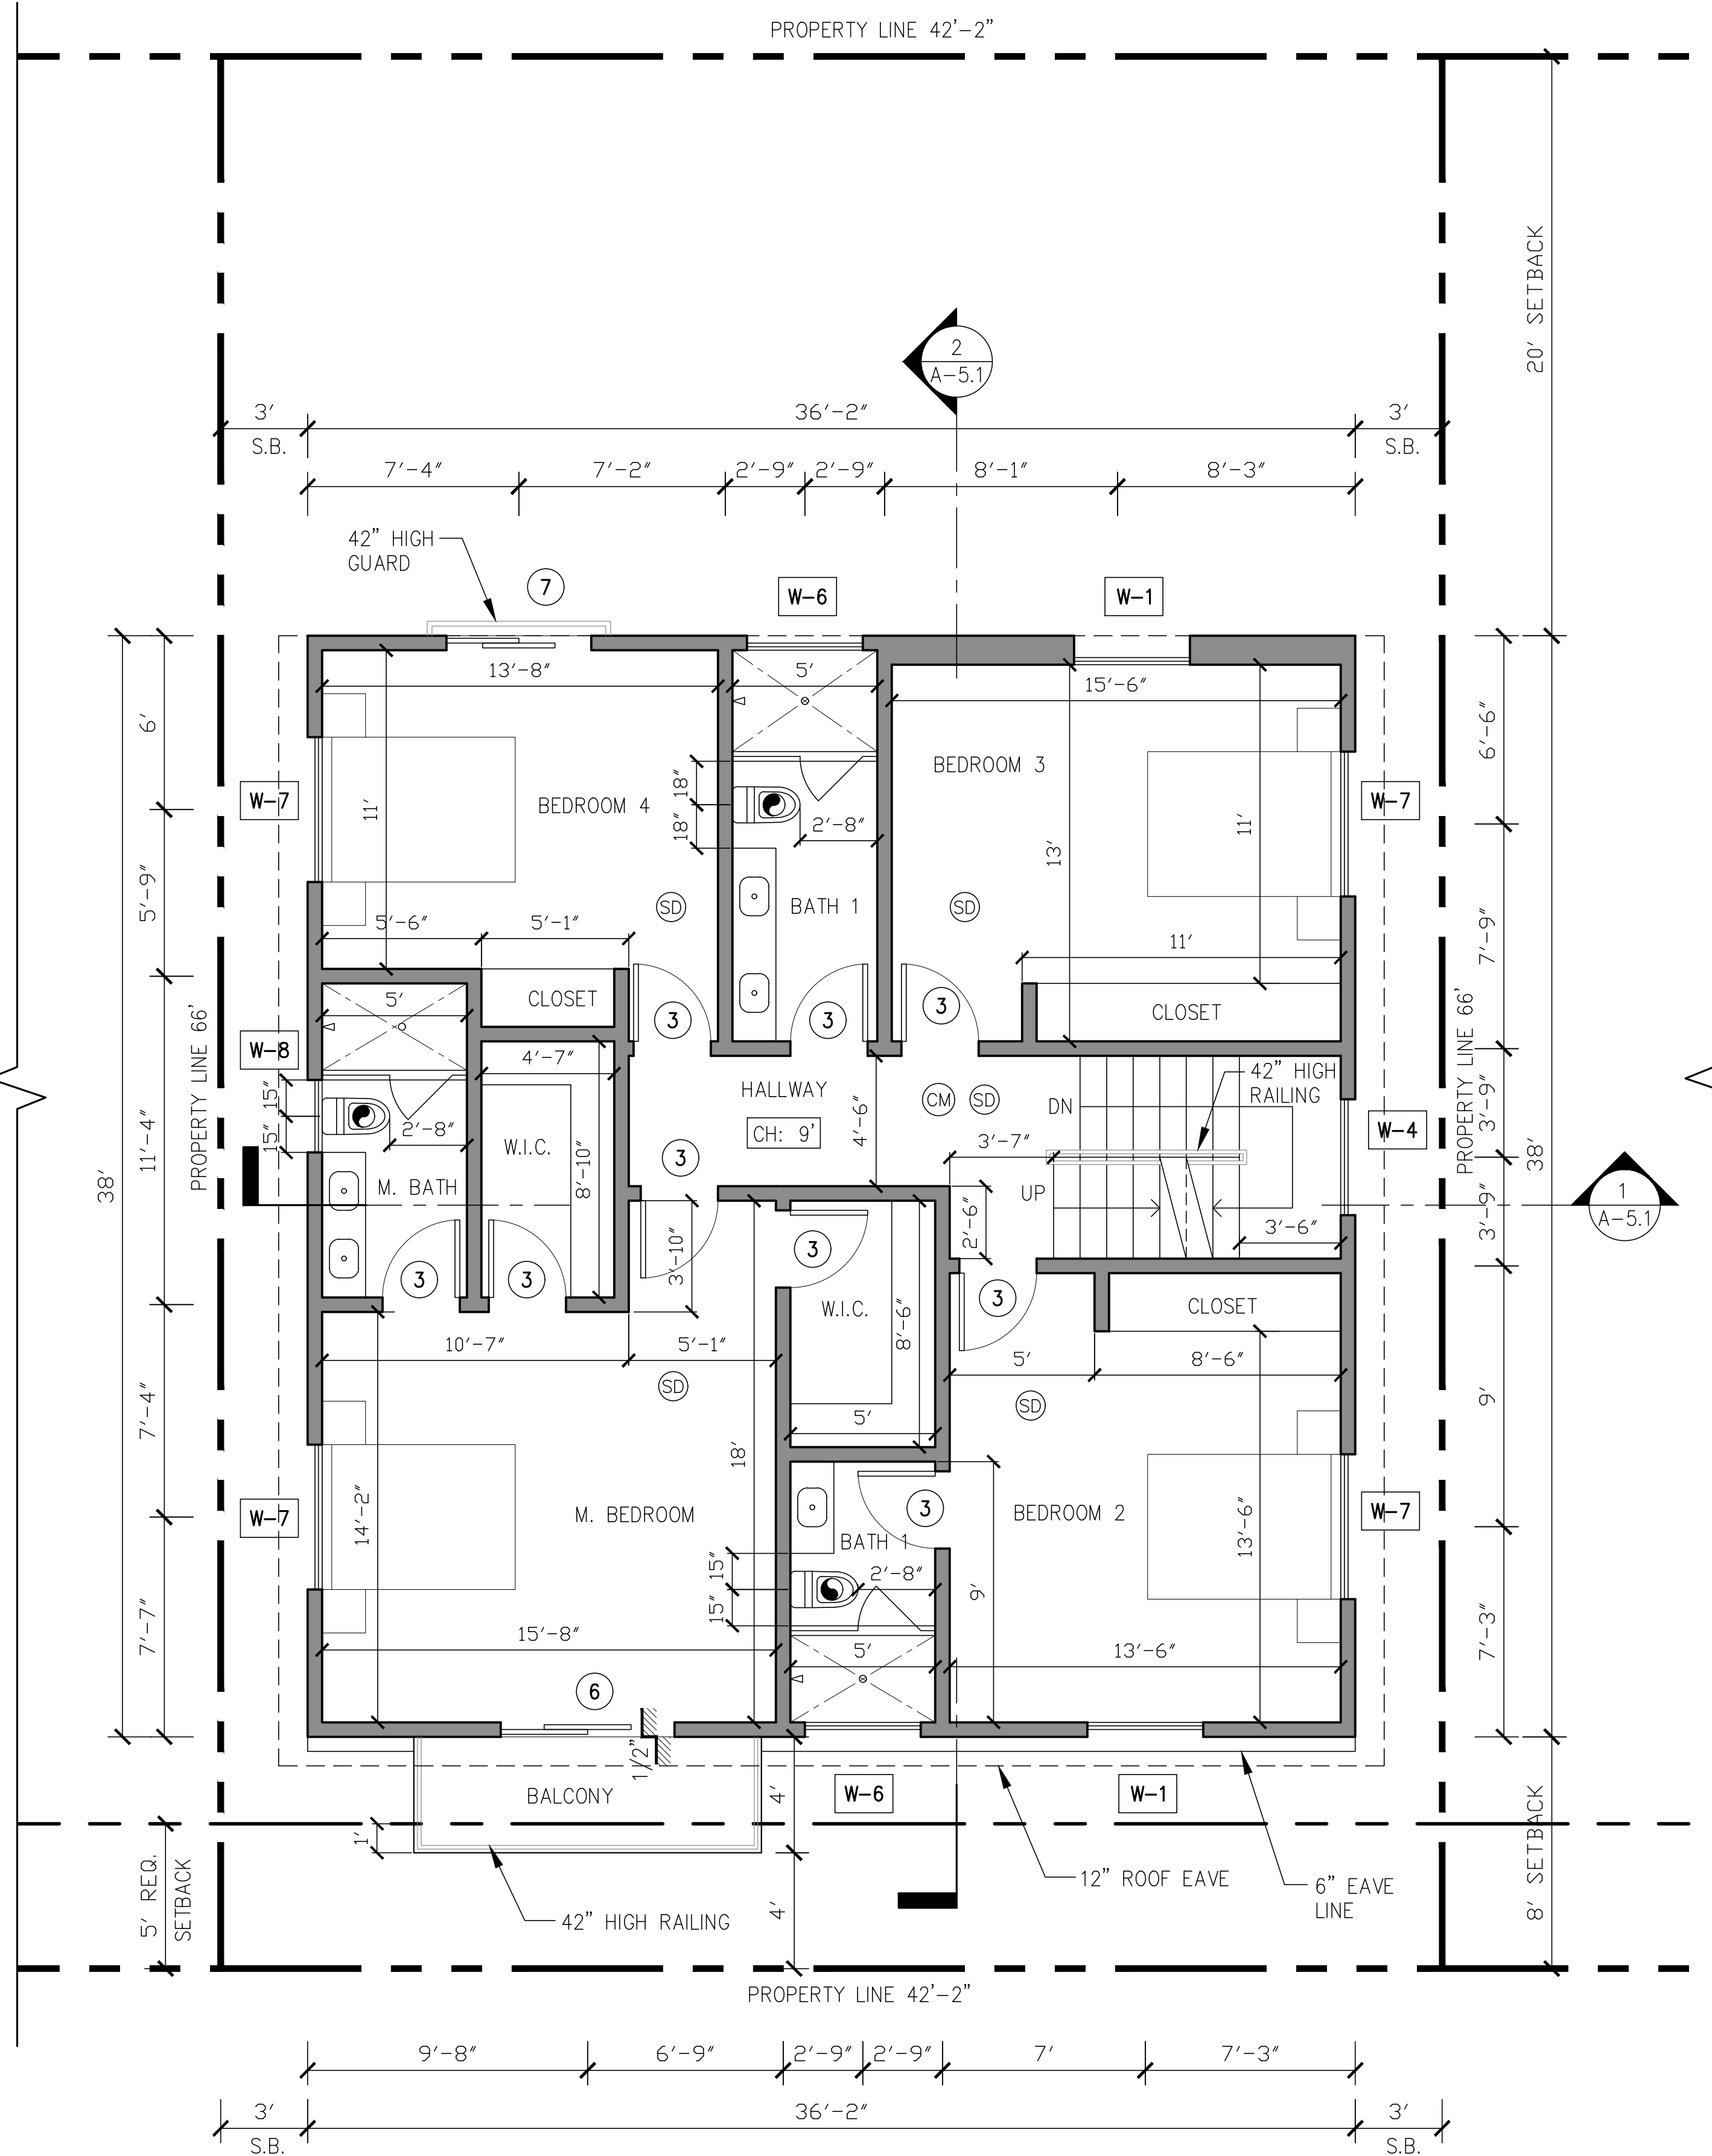 PROPERTY LINE 42'-2"
20' SETBACK
2
A-5.1
3'
36'-2"
3'
S.B.
S.B.
7'-4"
7'-2"
2'-9"
2'-9"
8'-1"
8'-3"
42" HIGH
GUARD
7
W-6
W-1
13'-8"
5'
15'-6"
6'
6'-6"
BEDROOM 3
18"
W-7
11'
BEDROOM 4
W-7
18"
2'-8"
11'
13'
5'-9"
SD
BATH 1
SD
7'-9"
5'-6"
5'-1"
11'
5'
CLOSET
3
3
3
CLOSET
PROPERTY LINE 66'
PROPERTY LINE 66'
W-8
4'-7"
HALLWAY
42" HIGH
RAILING
CM
SD
DN
15"
15"
2'-8"
CH: 9'
4'-6"
3'-9"
W-4
3'-7"
W.I.C.
3
38'
11'-4"
8'-10"
38'
M. BATH
UP
1
A-5.1
2'-6"
3'-6"
3'-9"
3'-10"
3
3
3
3
CLOSET
W.I.C.
8'-6"
10'-7"
5'-1"
5'
8'-6"
SD
SD
7'-4"
9'
5'
18'
W-7
14'-2"
M. BEDROOM
3
BEDROOM 2
13'-6"
W-7
BATH 1
15"
15"
2'-8"
9'
7'-7"
7'-3"
15'-8"
5'
13'-6"
6
1/2"
BALCONY
4'
W-6
W-1
1'
5' REQ.
SETBACK
12" ROOF EAVE
6" EAVE
LINE
8' SETBACK
42" HIGH RAILING
4'
PROPERTY LINE 42'-2"
9'-8"
6'-9"
2'-9"
2'-9"
7'
7'-3"
3'
36'-2"
3'
S.B.
S.B.